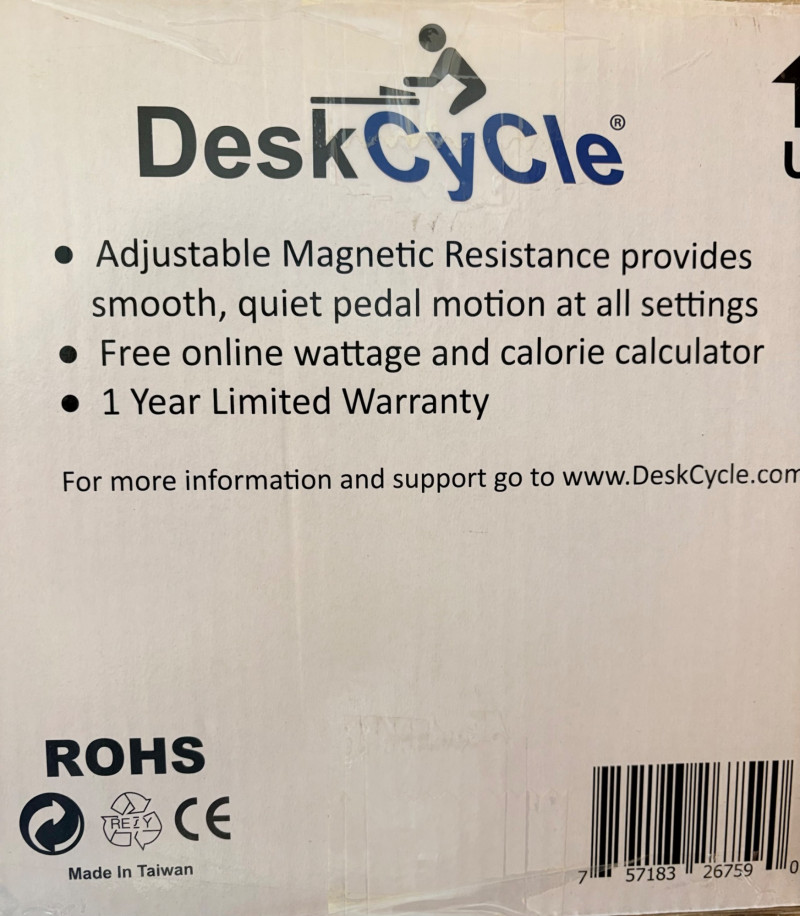 DeskCyCle®
U
● Adjustable Magnetic Resistance provides
smooth, quiet pedal motion at all settings
● Free online wattage and calorie calculator
● 1 Year Limited Warranty
For more information and support go to www.DeskCycle.com
ROHS
REZY CE
Made In Taiwan
7 57183 26759 0